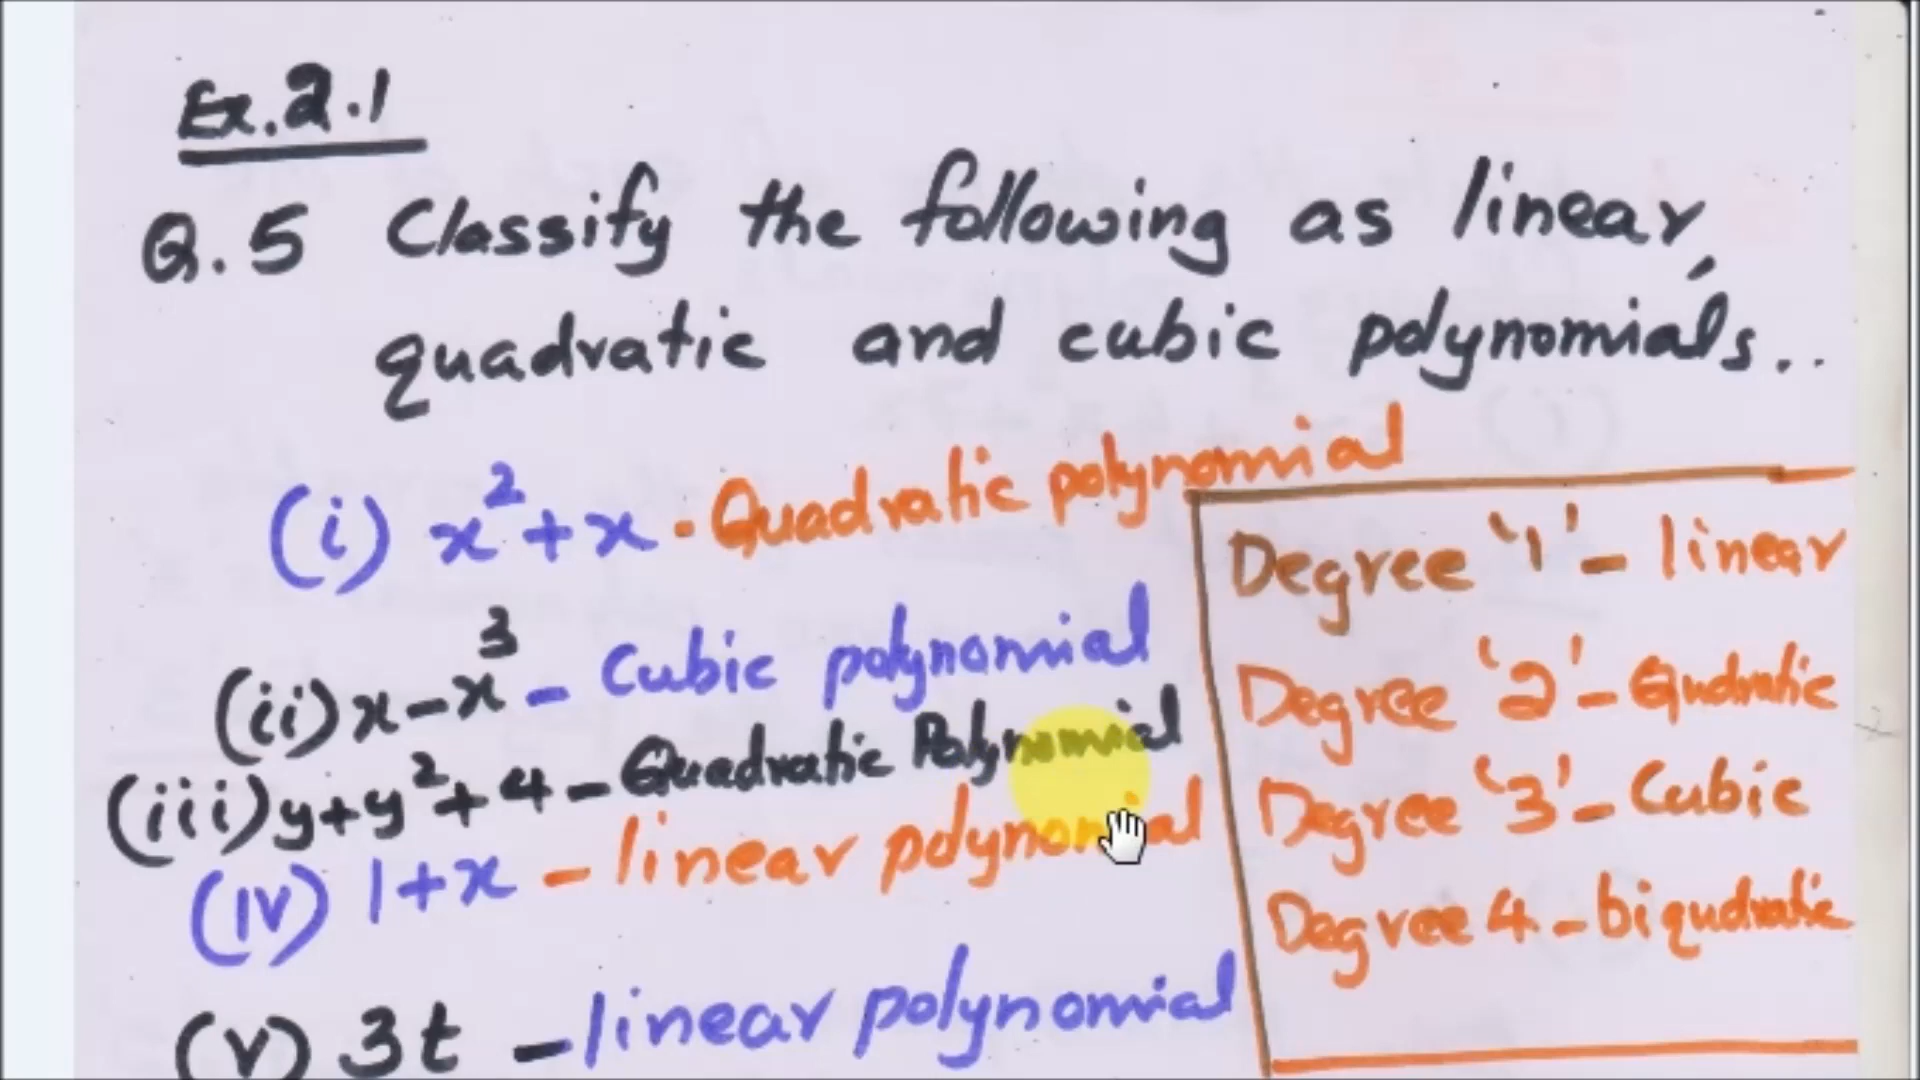 Ex.2.1
Q.5 Classify the following as linear,
quadratic and cubic polynomials..
(i) x²+x - Quadratic polynomial
(ii) x-x³ - Cubic polynomial
(iii) y+y²+4 - Quadratic Polynomial
(iv) 1+x - linear polynomial
(v) 3t - linear polynomial
Degree '1' - linear
Degree '2' - Qudratic
Degree '3' - Cubic
Degree 4 - biqudratic